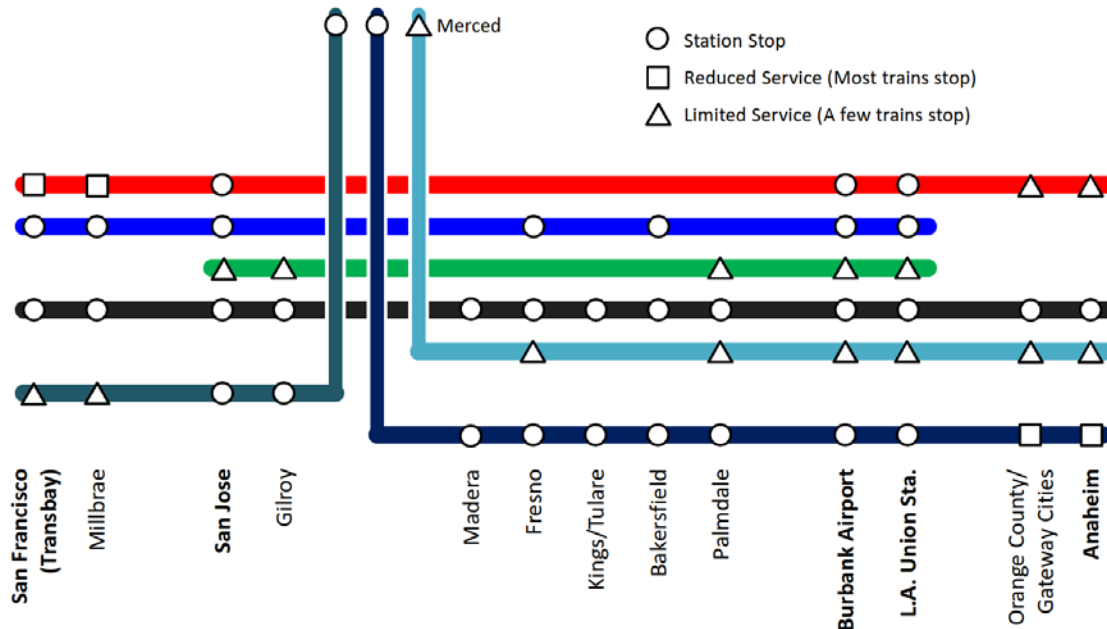 Merced
Station Stop
Reduced Service (Most trains stop)
Limited Service (A few trains stop)
San Francisco
(Transbay)
Millbrae
San Jose
Gilroy
Madera
Fresno
Kings/Tulare
Bakersfield
Palmdale
Burbank Airport
L.A. Union Sta.
Orange County/
Gateway Cities
Anaheim